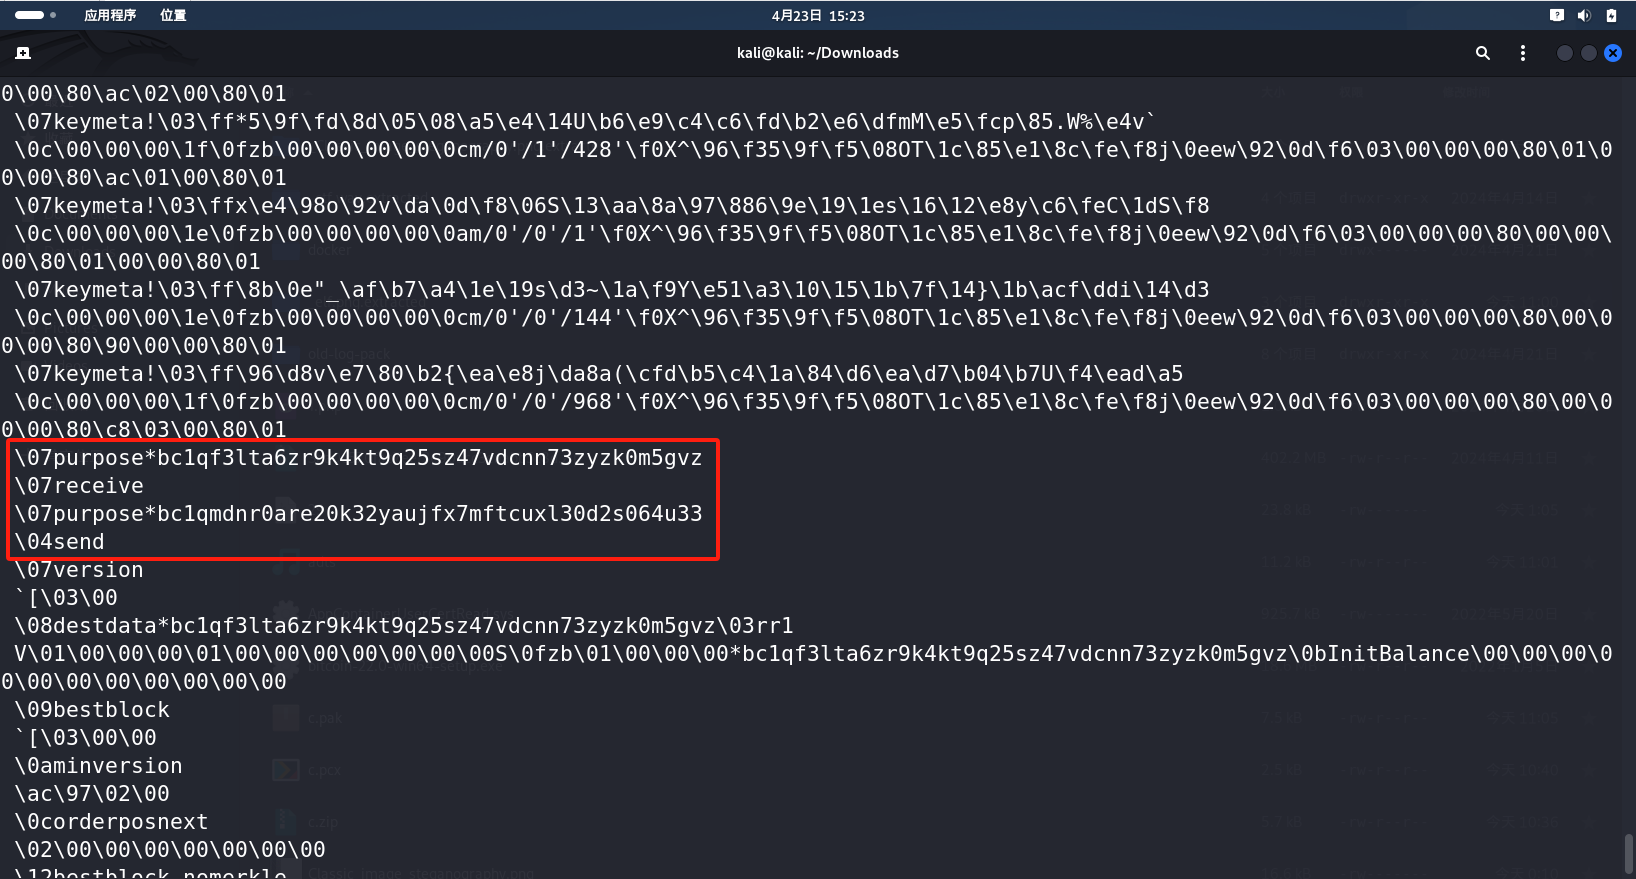 应用程序 位置 4月23日 15:23
kali@kali: ~/Downloads
0\00\80\ac\02\00\80\01
\07keymeta!\03\ff*5\9f\fd\8d\05\08\a5\e4\14U\b6\e9\c4\c6\fd\b2\e6\dfmM\e5\fcp\85.W%\e4v`
\0c\00\00\00\1f\0fzb\00\00\00\00\0cm/0'/1'/428'\f0X^\96\f35\9f\f5\08OT\1c\85\e1\8c\fe\f8j\0eew\92\0d\f6\03\00\00\00\80\01\0
0\00\80\ac\01\00\80\01
\07keymeta!\03\ffx\e4\98o\92v\da\0d\f8\06S\13\aa\8a\97\886\9e\19\1es\16\12\e8y\c6\feC\1dS\f8
\0c\00\00\00\1e\0fzb\00\00\00\00\0am/0'/0'/1'\f0X^\96\f35\9f\f5\08OT\1c\85\e1\8c\fe\f8j\0eew\92\0d\f6\03\00\00\00\80\00\00\
00\80\01\00\00\80\01
\07keymeta!\03\ff\8b\0e"_\af\b7\a4\1e\19s\d3~\1a\f9Y\e51\a3\10\15\1b\7f\14}\1b\acf\ddi\14\d3
\0c\00\00\00\1e\0fzb\00\00\00\00\0cm/0'/0'/144'\f0X^\96\f35\9f\f5\08OT\1c\85\e1\8c\fe\f8j\0eew\92\0d\f6\03\00\00\00\80\00\0
0\00\80\90\00\00\80\01
\07keymeta!\03\ff\96\d8v\e7\80\b2{\ea\e8j\da8a(\cfd\b5\c4\1a\84\d6\ea\d7\b04\b7U\f4\ead\a5
\0c\00\00\00\1f\0fzb\00\00\00\00\0cm/0'/0'/968'\f0X^\96\f35\9f\f5\08OT\1c\85\e1\8c\fe\f8j\0eew\92\0d\f6\03\00\00\00\80\00\0
0\00\80\c8\03\00\80\01
\07purpose*bc1qf3lta6zr9k4kt9q25sz47vdcnn73zyzk0m5gvz
\07receive
\07purpose*bc1qmdnr0are20k32yaujfx7mftcuxl30d2s064u33
\04send
\07version
`[\03\00
\08destdata*bc1qf3lta6zr9k4kt9q25sz47vdcnn73zyzk0m5gvz\03rr1
V\01\00\00\00\01\00\00\00\00\00\00\00S\0fzb\01\00\00\00*bc1qf3lta6zr9k4kt9q25sz47vdcnn73zyzk0m5gvz\0bInitBalance\00\00\00\0
0\00\00\00\00\00\00\00
\09bestblock
`[\03\00\00
\0aminversion
\ac\97\02\00
\0corderposnext
\02\00\00\00\00\00\00\00
\12bestblock_nomerkle